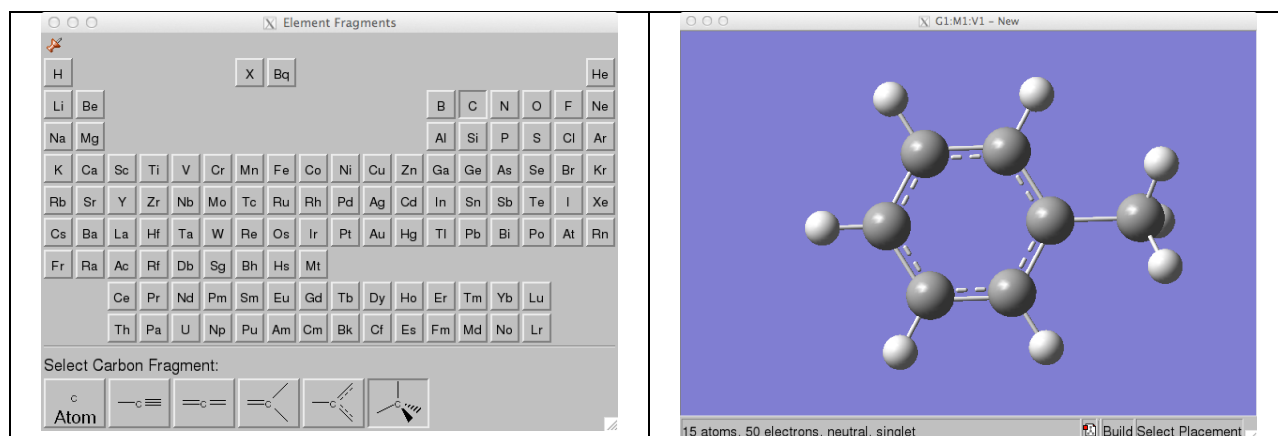 Element Fragments
H X Bq He
Li Be B C N O F Ne
Na Mg Al Si P S Cl Ar
K Ca Sc Ti V Cr Mn Fe Co Ni Cu Zn Ga Ge As Se Br Kr
Rb Sr Y Zr Nb Mo Tc Ru Rh Pd Ag Cd In Sn Sb Te I Xe
Cs Ba La Hf Ta W Re Os Ir Pt Au Hg Tl Pb Bi Po At Rn
Fr Ra Ac Rf Db Sg Bh Hs Mt
Ce Pr Nd Pm Sm Eu Gd Tb Dy Ho Er Tm Yb Lu
Th Pa U Np Pu Am Cm Bk Cf Es Fm Md No Lr
Select Carbon Fragment:
C C C C C C
Atom
G1:M1:V1 – New
15 atoms, 50 electrons, neutral, singlet Build Select Placement